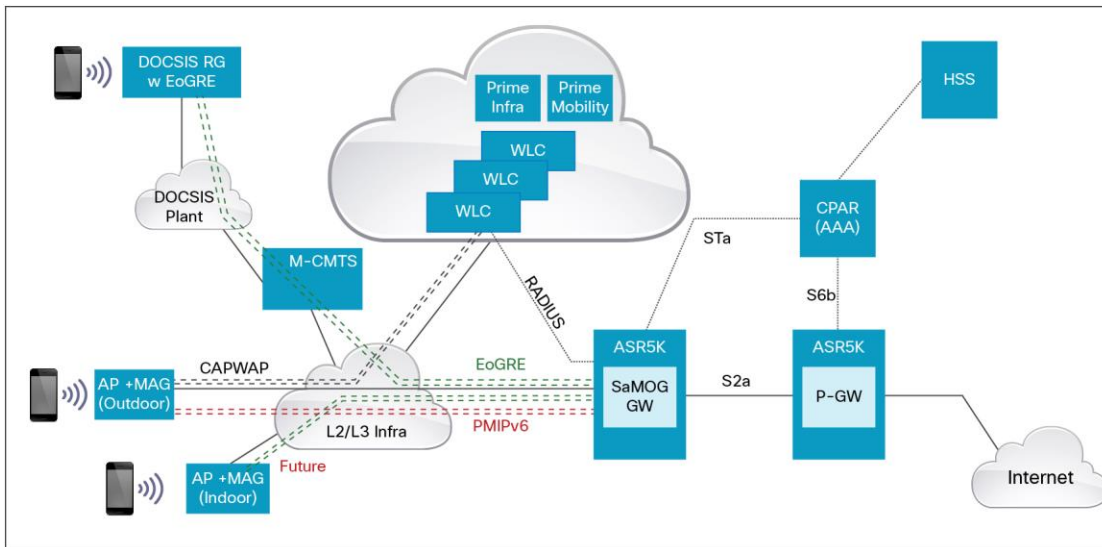 DOCSIS RG
w EoGRE
Prime
Infra
Prime
Mobility
HSS
WLC
WLC
WLC
DOCSIS
Plant
CPAR
(AAA)
STa
M-CMTS
RADIUS
S6b
CAPWAP
EoGRE
ASR5K
ASR5K
AP +MAG
(Outdoor)
SaMOG
GW
S2a
P-GW
L2/L3 Infra
PMIPv6
Future
AP +MAG
(Indoor)
Internet